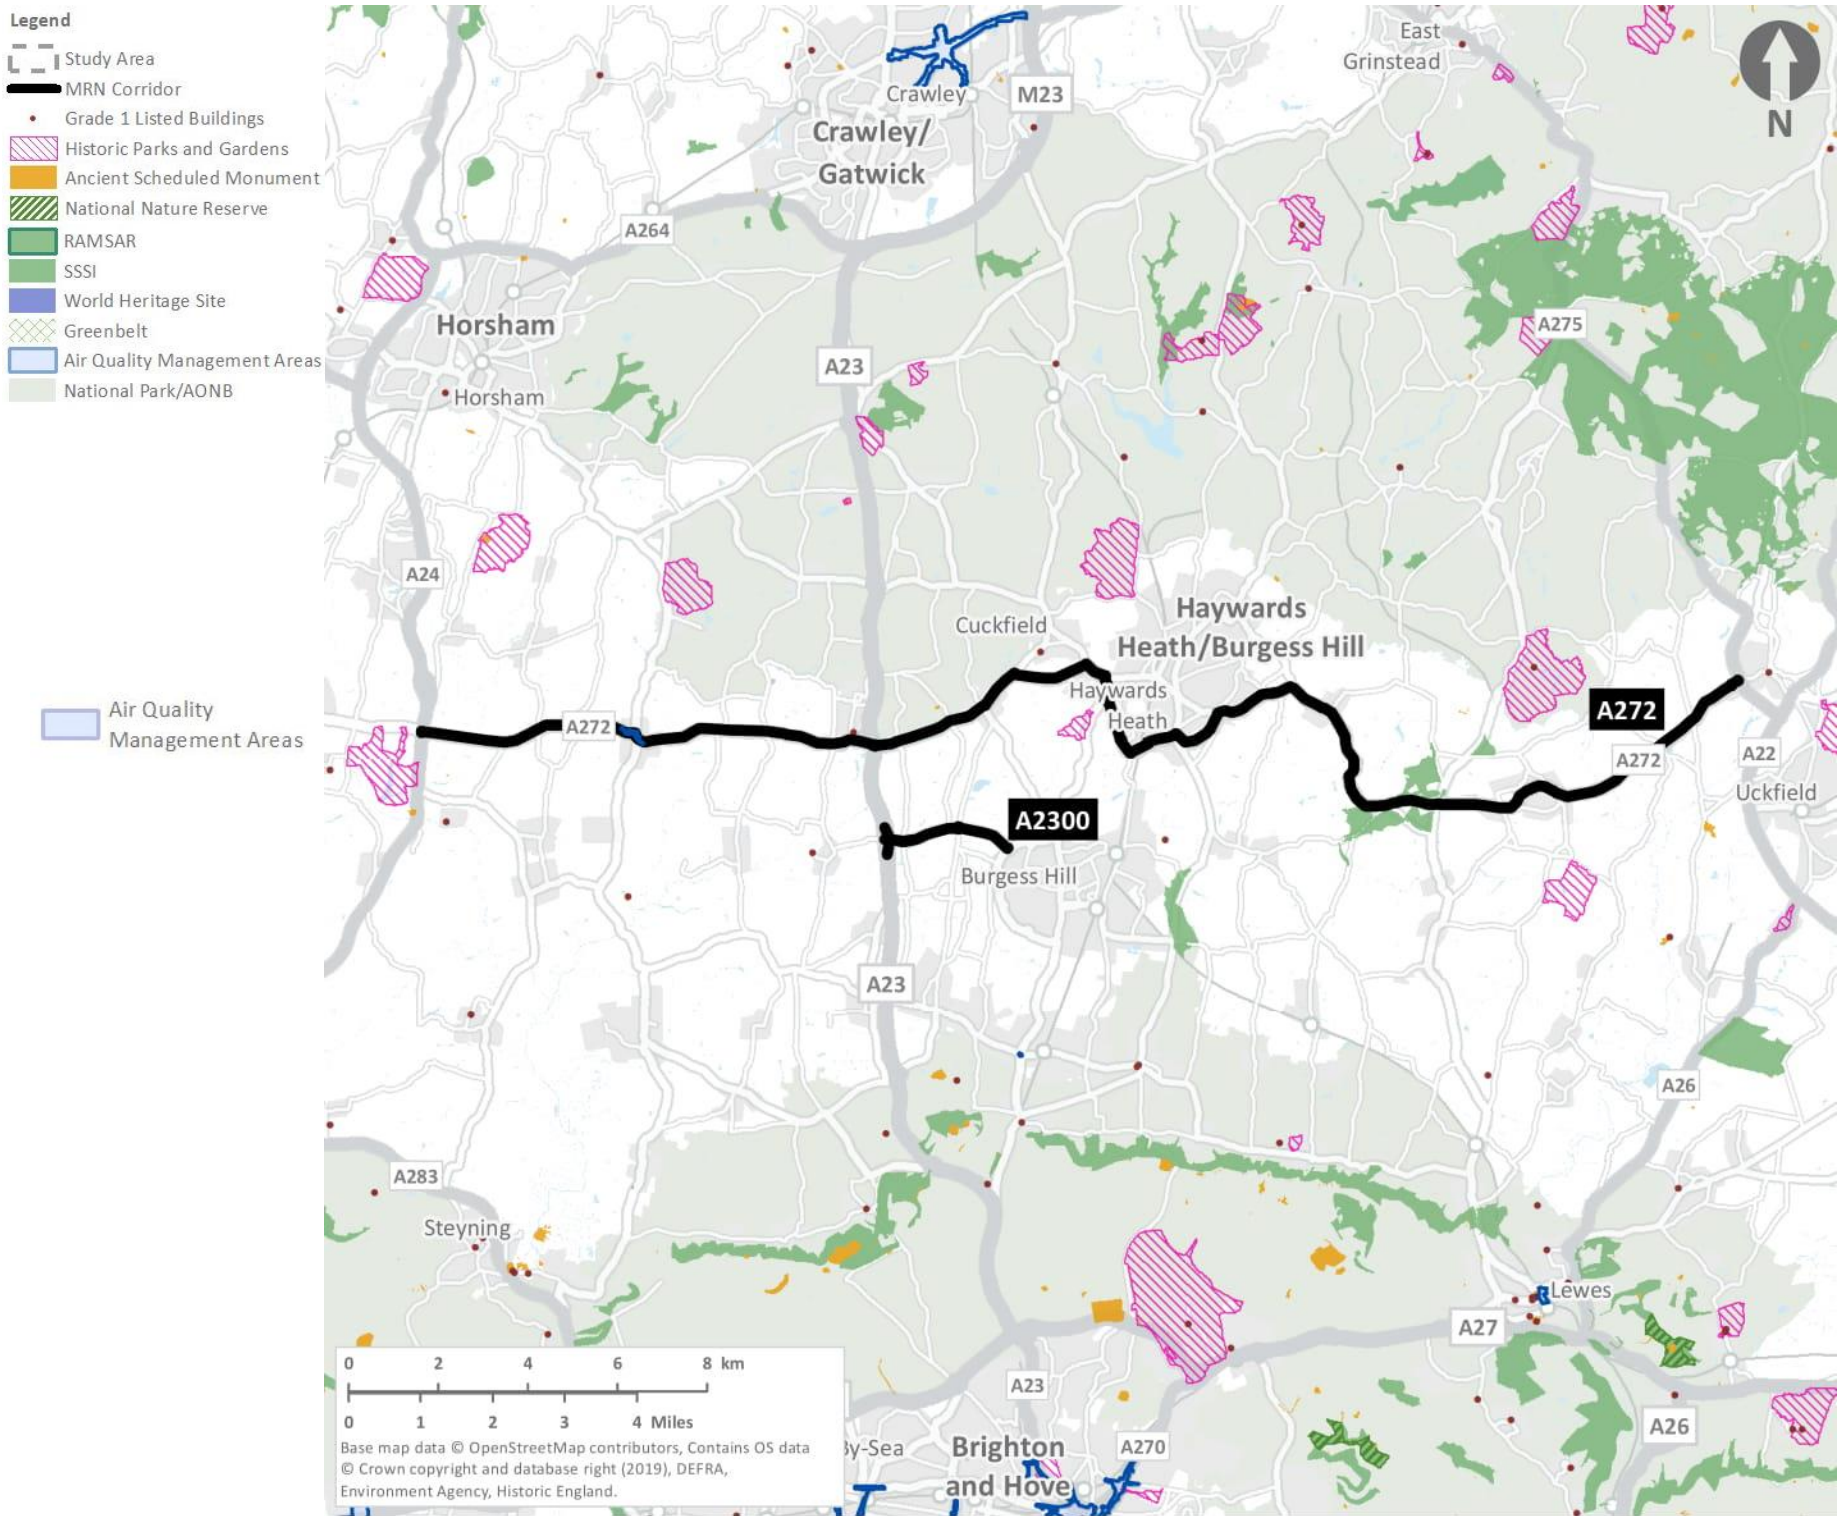 Legend
Study Area
MRN Corridor
Grade 1 Listed Buildings
Historic Parks and Gardens
Ancient Scheduled Monument
National Nature Reserve
RAMSAR
SSSI
World Heritage Site
Greenbelt
Air Quality Management Areas
National Park/AONB
Air Quality
Management Areas
East
Grinstead
N
Crawley
M23
Crawley/
Gatwick
A264
Horsham
A275
A23
Horsham
A24
Cuckfield
Haywards
Heath/Burgess Hill
Haywards
Heath
A272
A272
A272
A22
Uckfield
A2300
Burgess Hill
A23
A26
A283
Steyning
Lewes
A27
A23
A26
By-Sea
Brighton
and Hove
A270
0 2 4 6 8 km
0 1 2 3 4 Miles
Base map data © OpenStreetMap contributors, Contains OS data
© Crown copyright and database right (2019), DEFRA,
Environment Agency, Historic England.